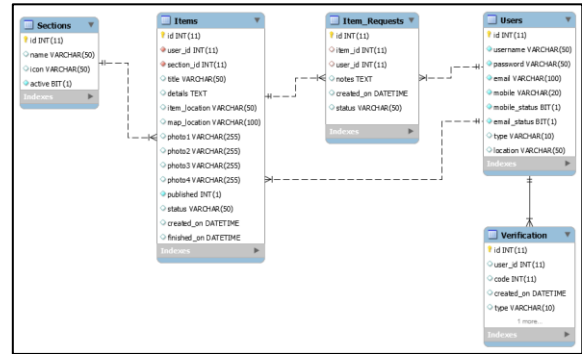 Sections
id INT(11)
name VARCHAR(50)
icon VARCHAR(50)
active BIT(1)
Indexes
Items
id INT(11)
user_id INT(11)
section_id INT(11)
title VARCHAR(50)
details TEXT
item_location VARCHAR(50)
map_location VARCHAR(100)
photo1 VARCHAR(255)
photo2 VARCHAR(255)
photo3 VARCHAR(255)
photo4 VARCHAR(255)
published INT(1)
status VARCHAR(50)
created_on DATETIME
finished_on DATETIME
Indexes
Item_Requests
id INT(11)
item_id INT(11)
user_id INT(11)
notes TEXT
created_on DATETIME
status VARCHAR(50)
Indexes
Users
id INT(11)
username VARCHAR(50)
password VARCHAR(50)
email VARCHAR(100)
mobile VARCHAR(20)
mobile_status BIT(1)
email_status BIT(1)
type VARCHAR(10)
location VARCHAR(50)
Indexes
Verification
id INT(11)
user_id INT(11)
code INT(11)
created_on DATETIME
type VARCHAR(10)
1 more...
Indexes